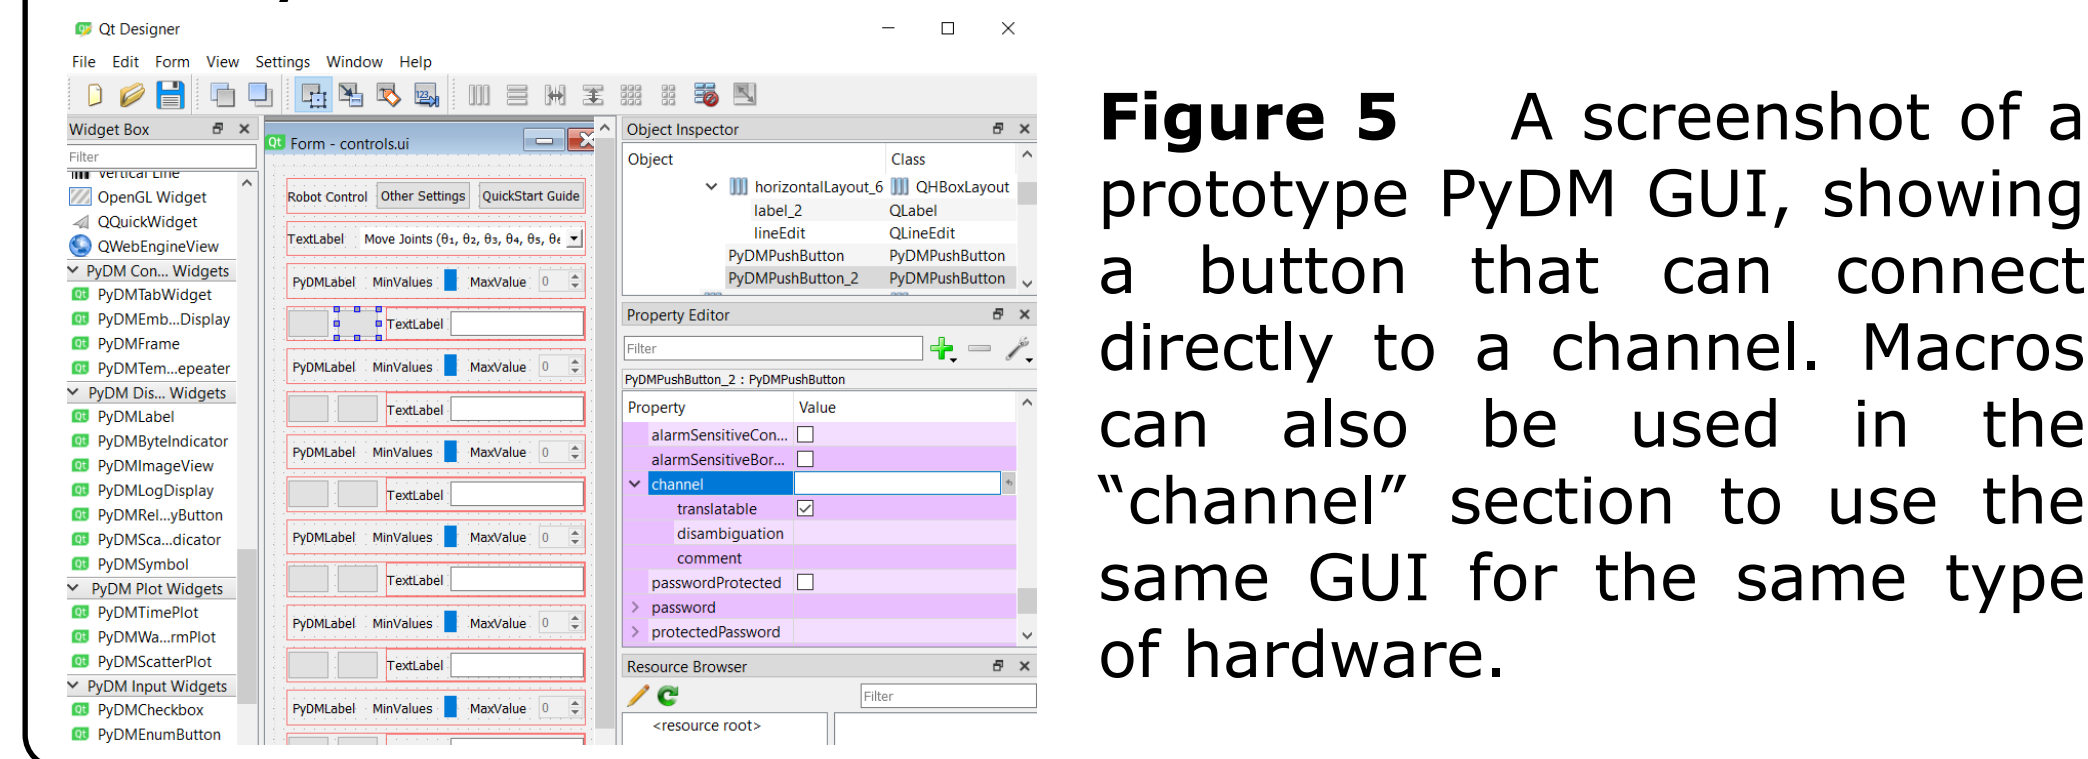 Qt Designer
File Edit Form View Settings Window Help
Widget Box
Filter
Vertical Line
OpenGL Widget
QQuickWidget
QWebEngineView
PyDM Con... Widgets
PyDMTabWidget
PyDMEmb...Display
PyDMFrame
PyDMTem...epeater
PyDM Dis... Widgets
PyDMLabel
PyDMByteIndicator
PyDMImageView
PyDMLogDisplay
PyDMRel...yButton
PyDMSca...dicator
PyDMSymbol
PyDM Plot Widgets
PyDMTimePlot
PyDMWa...rmPlot
PyDMScatterPlot
PyDM Input Widgets
PyDMCheckbox
PyDMEnumButton
Form - controls.ui
Robot Control Other Settings QuickStart Guide
TextLabel Move Joints (θ₁, θ₂, θ₃, θ₄, θ₅, θ₆
PyDMLabel MinValues MaxValue 0
TextLabel
PyDMLabel MinValues MaxValue 0
TextLabel
PyDMLabel MinValues MaxValue 0
TextLabel
PyDMLabel MinValues MaxValue 0
TextLabel
PyDMLabel MinValues MaxValue 0
TextLabel
PyDMLabel MinValues MaxValue 0
Object Inspector
Object Class
horizontalLayout_6 QHBoxLayout
label_2 QLabel
lineEdit QLineEdit
PyDMPushButton PyDMPushButton
PyDMPushButton_2 PyDMPushButton
Property Editor
Filter
PyDMPushButton_2 : PyDMPushButton
Property Value
alarmSensitiveCon...
alarmSensitiveBor...
channel
translatable
disambiguation
comment
passwordProtected
password
protectedPassword
Resource Browser
Filter
<resource root>
Figure 5 A screenshot of a
prototype PyDM GUI, showing
a button that can connect
directly to a channel. Macros
can also be used in the
“channel” section to use the
same GUI for the same type
of hardware.